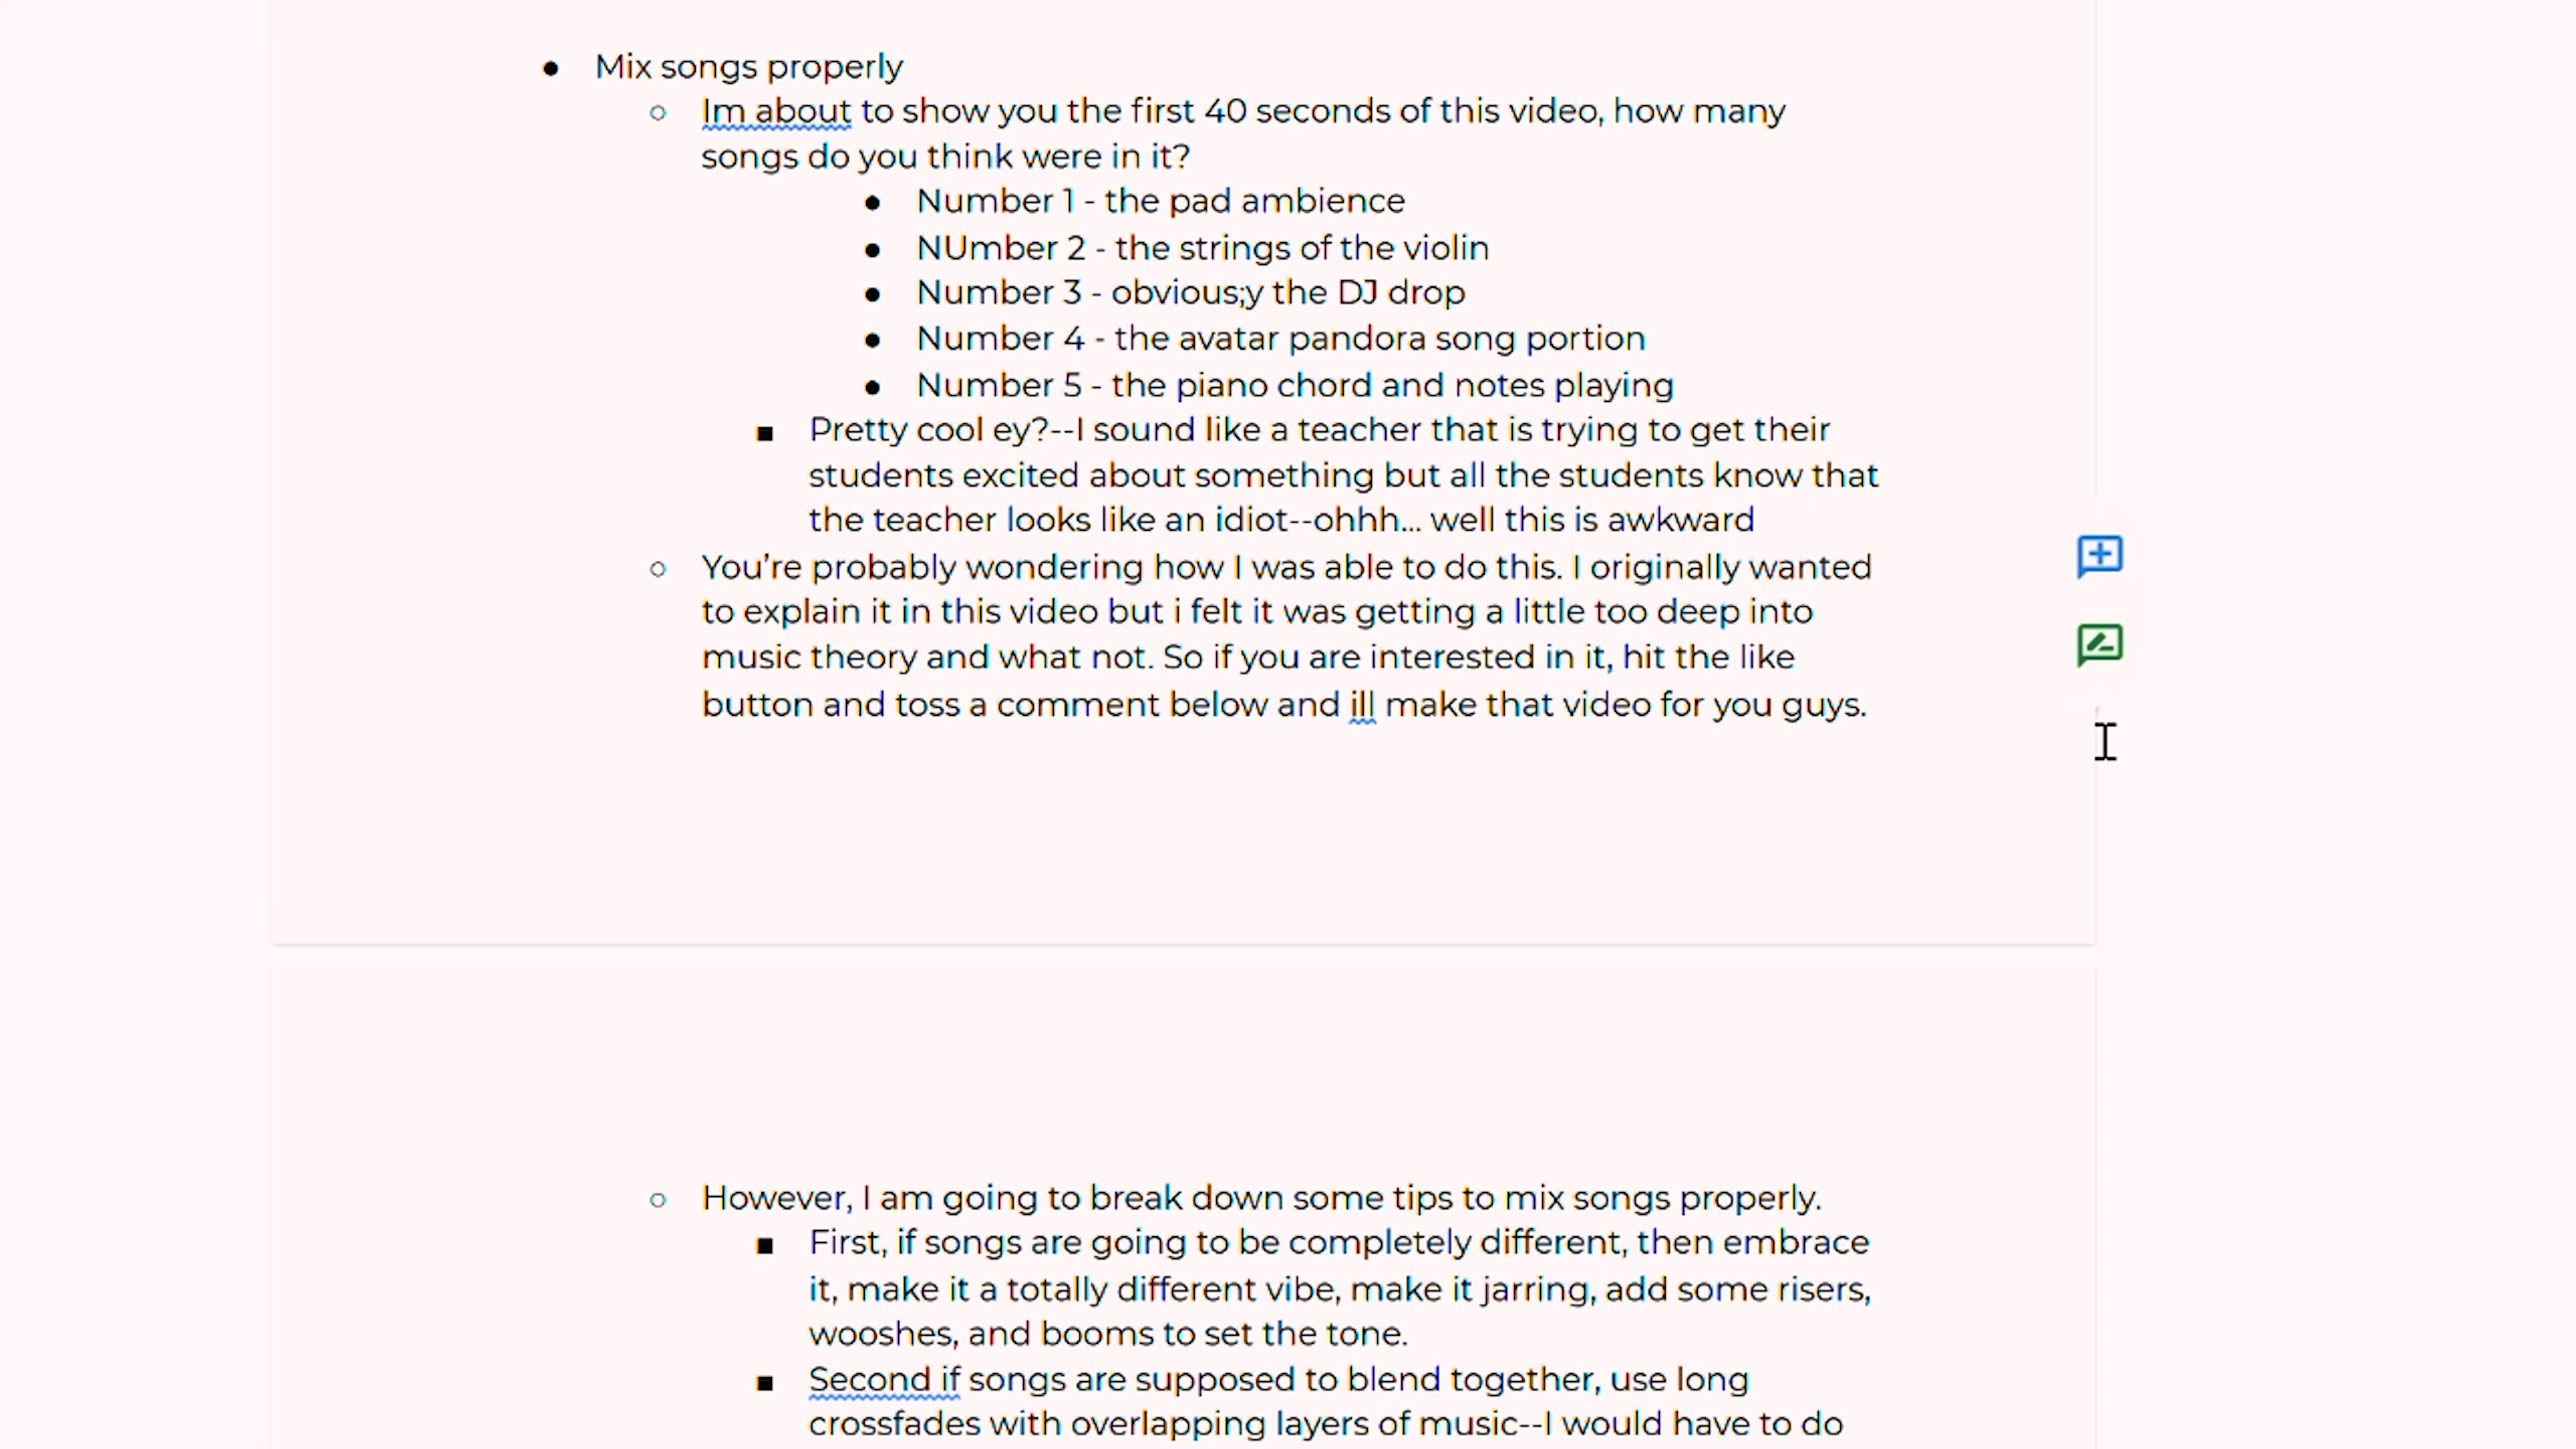 Mix songs properly
Im about to show you the first 40 seconds of this video, how many
songs do you think were in it?
Number 1 - the pad ambience
NUmber 2 - the strings of the violin
Number 3 - obvious;y the DJ drop
Number 4 - the avatar pandora song portion
Number 5 - the piano chord and notes playing
Pretty cool ey?--I sound like a teacher that is trying to get their
students excited about something but all the students know that
the teacher looks like an idiot--ohhh... well this is awkward
You’re probably wondering how I was able to do this. I originally wanted
to explain it in this video but i felt it was getting a little too deep into
music theory and what not. So if you are interested in it, hit the like
button and toss a comment below and ill make that video for you guys.
However, I am going to break down some tips to mix songs properly.
First, if songs are going to be completely different, then embrace
it, make it a totally different vibe, make it jarring, add some risers,
wooshes, and booms to set the tone.
Second if songs are supposed to blend together, use long
crossfades with overlapping layers of music--I would have to do